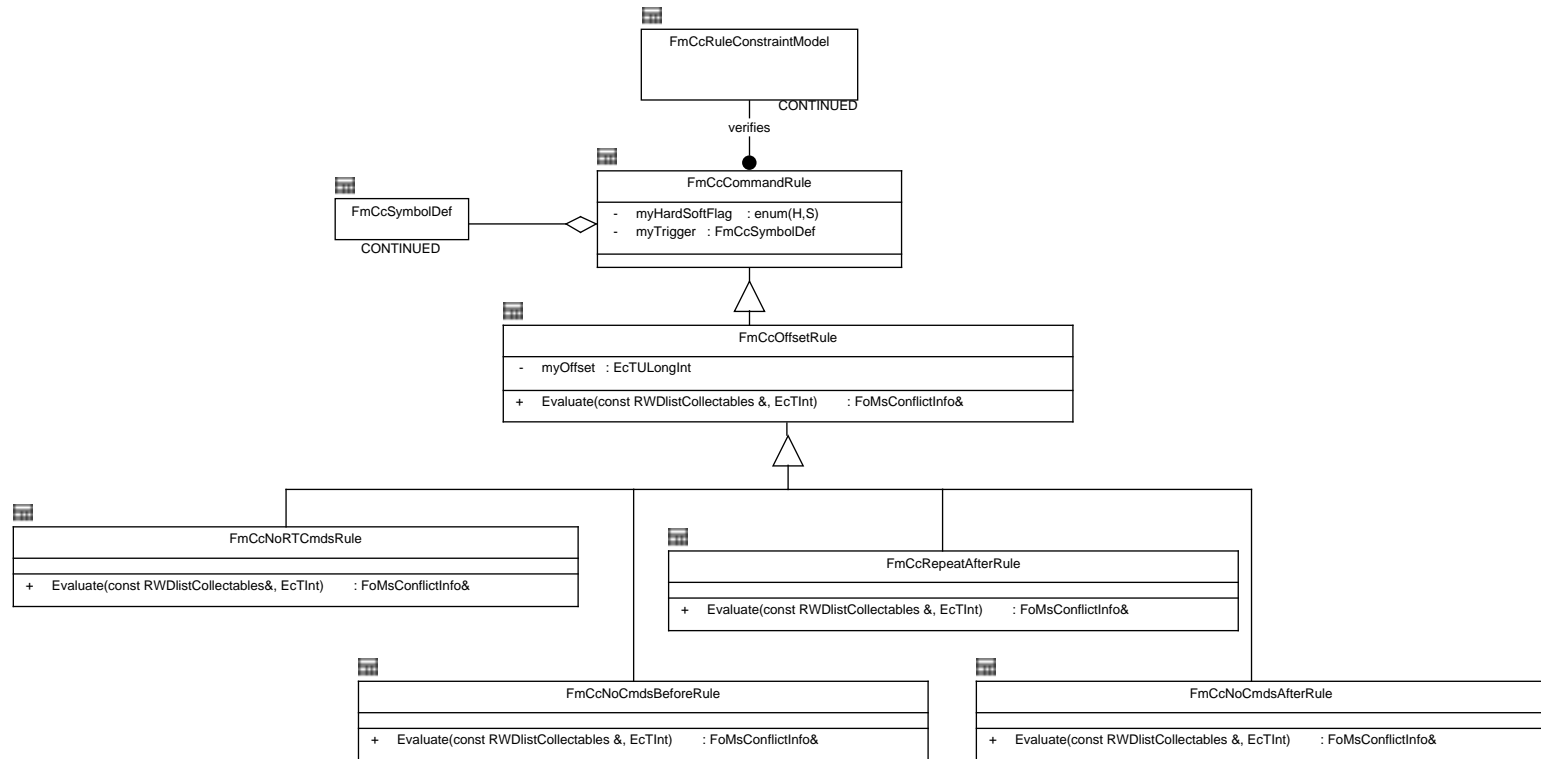 FmCcRuleConstraintModel
CONTINUED
verifies
FmCcCommandRule
- myHardSoftFlag : enum(H,S)
- myTrigger : FmCcSymbolDef
FmCcSymbolDef
CONTINUED
FmCcOffsetRule
- myOffset : EcTULongInt
+ Evaluate(const RWDlistCollectables &, EcTInt) : FoMsConflictInfo&
FmCcNoRTCmdsRule
+ Evaluate(const RWDlistCollectables&, EcTInt) : FoMsConflictInfo&
FmCcRepeatAfterRule
+ Evaluate(const RWDlistCollectables &, EcTInt) : FoMsConflictInfo&
FmCcNoCmdsBeforeRule
+ Evaluate(const RWDlistCollectables &, EcTInt) : FoMsConflictInfo&
FmCcNoCmdsAfterRule
+ Evaluate(const RWDlistCollectables &, EcTInt) : FoMsConflictInfo&